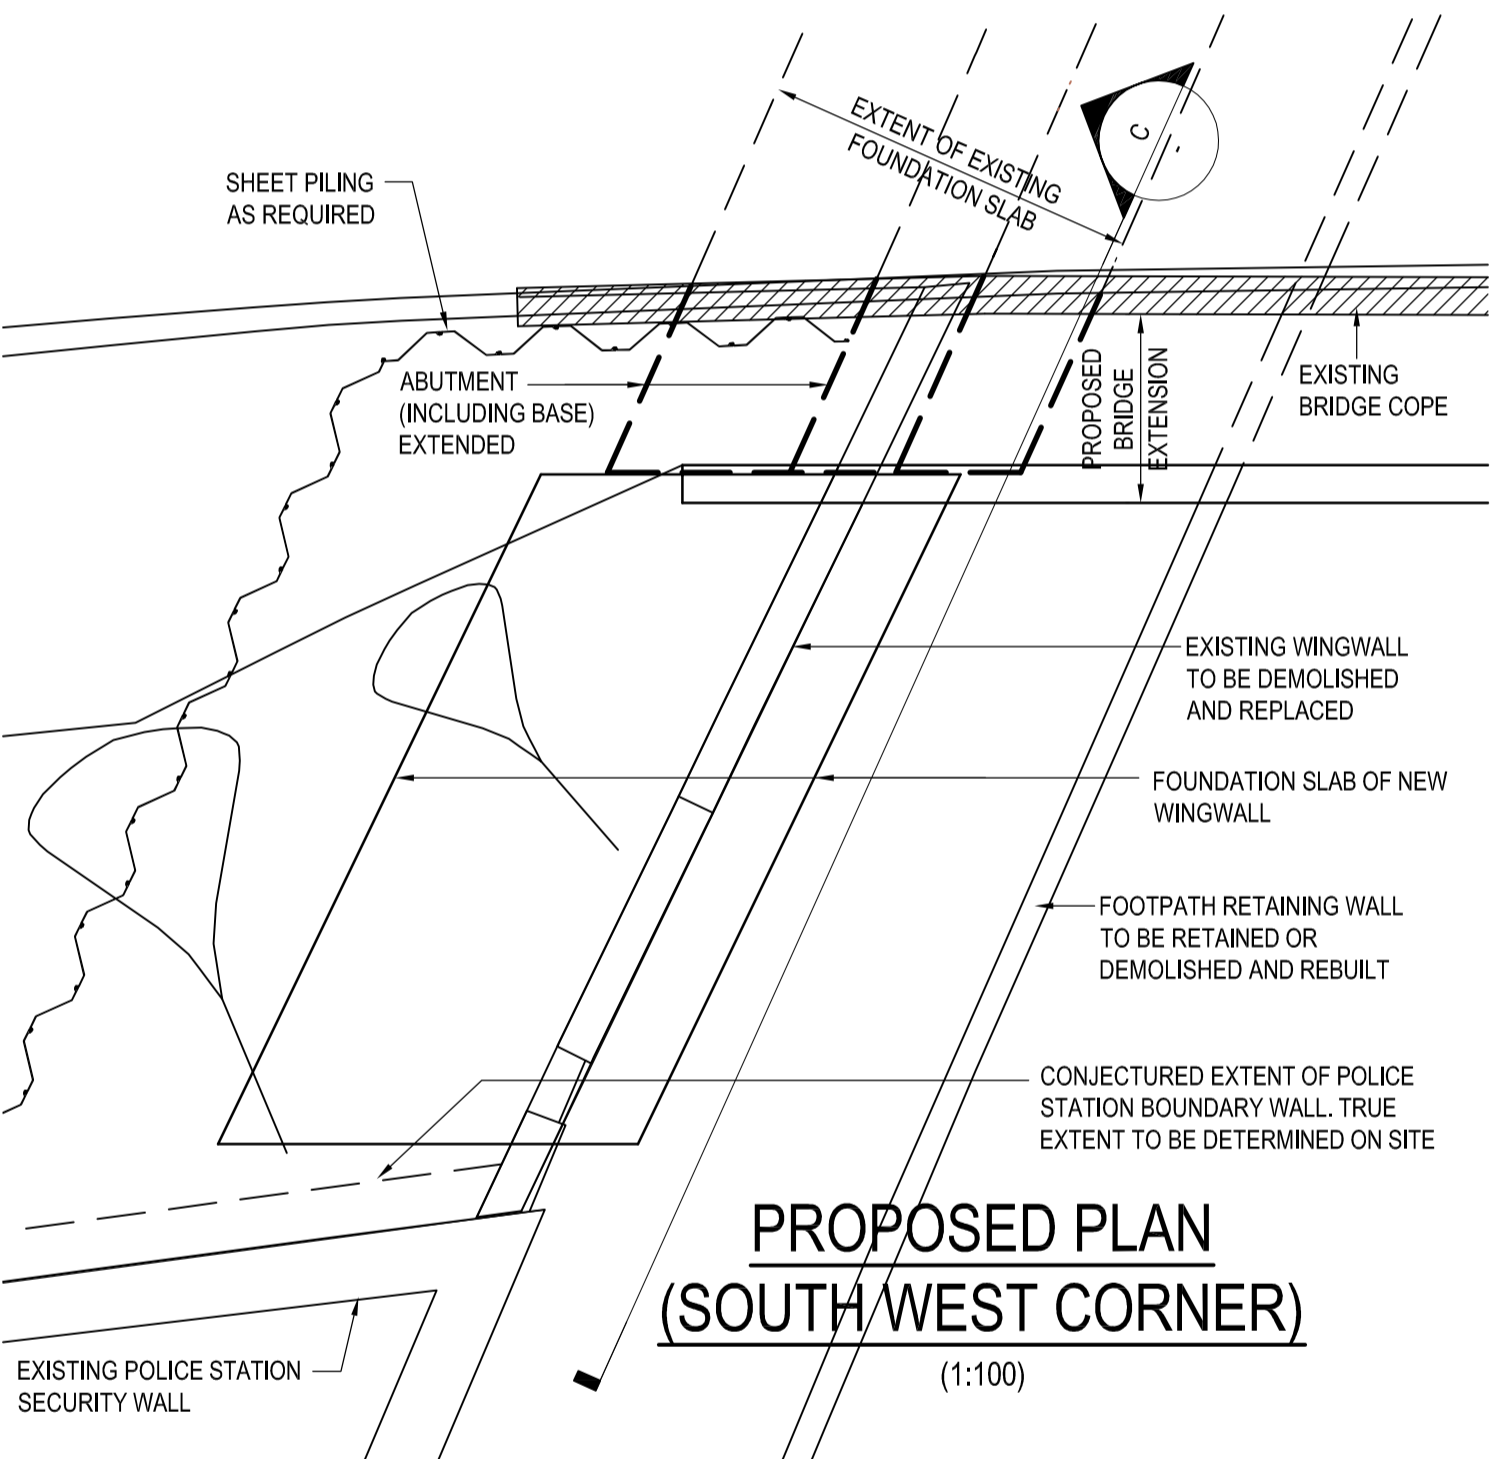 EXTENT OF EXISTING
FOUNDATION SLAB
C
-
SHEET PILING
AS REQUIRED
ABUTMENT
(INCLUDING BASE)
EXTENDED
PROPOSED
BRIDGE
EXTENSION
EXISTING
BRIDGE COPE
EXISTING WINGWALL
TO BE DEMOLISHED
AND REPLACED
FOUNDATION SLAB OF NEW
WINGWALL
FOOTPATH RETAINING WALL
TO BE RETAINED OR
DEMOLISHED AND REBUILT
CONJECTURED EXTENT OF POLICE
STATION BOUNDARY WALL. TRUE
EXTENT TO BE DETERMINED ON SITE
PROPOSED PLAN
(SOUTH WEST CORNER)
(1:100)
EXISTING POLICE STATION
SECURITY WALL